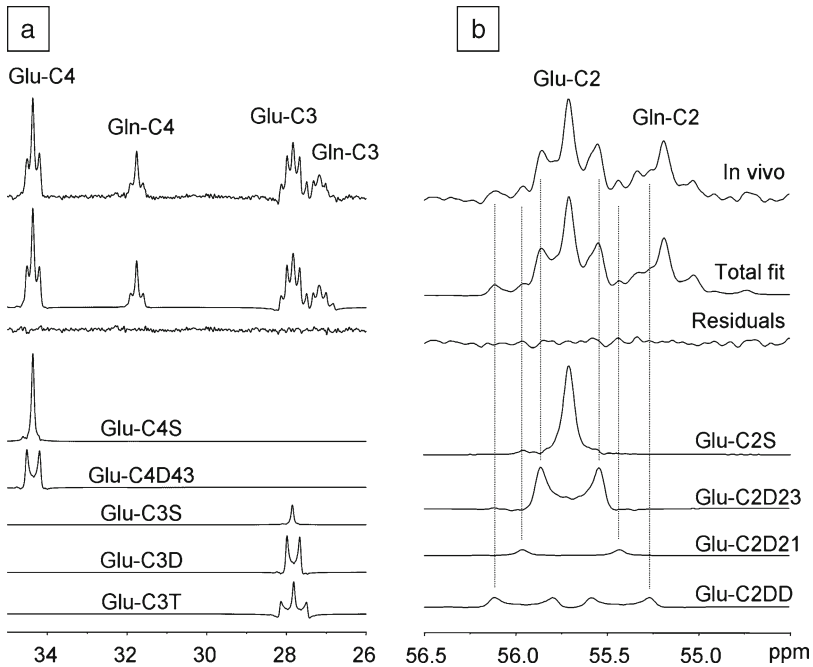 a
Glu-C4
Gln-C4
Glu-C3
Gln-C3
Glu-C4S
Glu-C4D43
Glu-C3S
Glu-C3D
Glu-C3T
34
32
30
28
26
b
Glu-C2
Gln-C2
In vivo
Total fit
Residuals
Glu-C2S
Glu-C2D23
Glu-C2D21
Glu-C2DD
56.5
56.0
55.5
55.0
ppm